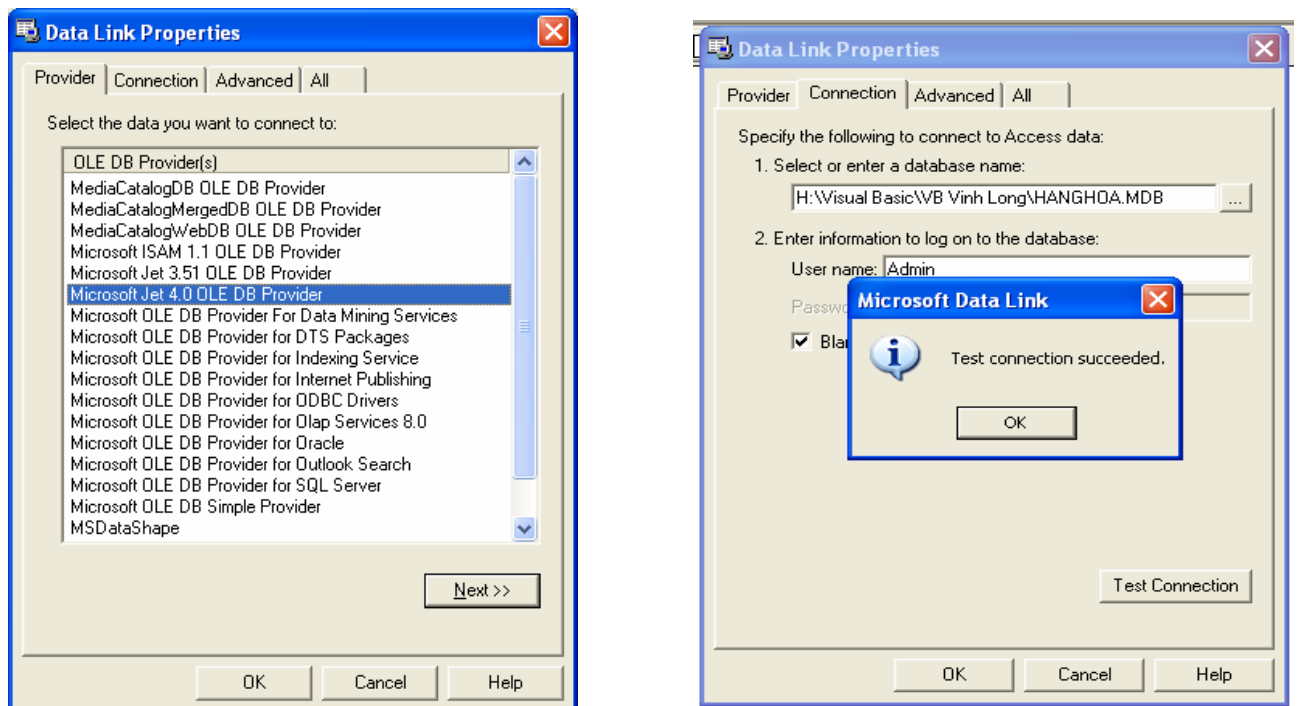 Data Link Properties
Provider Connection Advanced All
Select the data you want to connect to:
OLE DB Provider(s)
MediaCatalogDB OLE DB Provider
MediaCatalogMergedDB OLE DB Provider
MediaCatalogWebDB OLE DB Provider
Microsoft ISAM 1.1 OLE DB Provider
Microsoft Jet 3.51 OLE DB Provider
Microsoft Jet 4.0 OLE DB Provider
Microsoft OLE DB Provider For Data Mining Services
Microsoft OLE DB Provider for DTS Packages
Microsoft OLE DB Provider for Indexing Service
Microsoft OLE DB Provider for Internet Publishing
Microsoft OLE DB Provider for ODBC Drivers
Microsoft OLE DB Provider for Olap Services 8.0
Microsoft OLE DB Provider for Oracle
Microsoft OLE DB Provider for Outlook Search
Microsoft OLE DB Provider for SQL Server
Microsoft OLE DB Simple Provider
MSDataShape
Next >>
OK Cancel Help
Data Link Properties
Provider Connection Advanced All
Specify the following to connect to Access data:
1. Select or enter a database name:
H:\Visual Basic\VB Vinh Long\HANGHOA.MDB ...
2. Enter information to log on to the database:
User name: Admin
Passwo
Bla
Microsoft Data Link
Test connection succeeded.
OK
Test Connection
OK Cancel Help